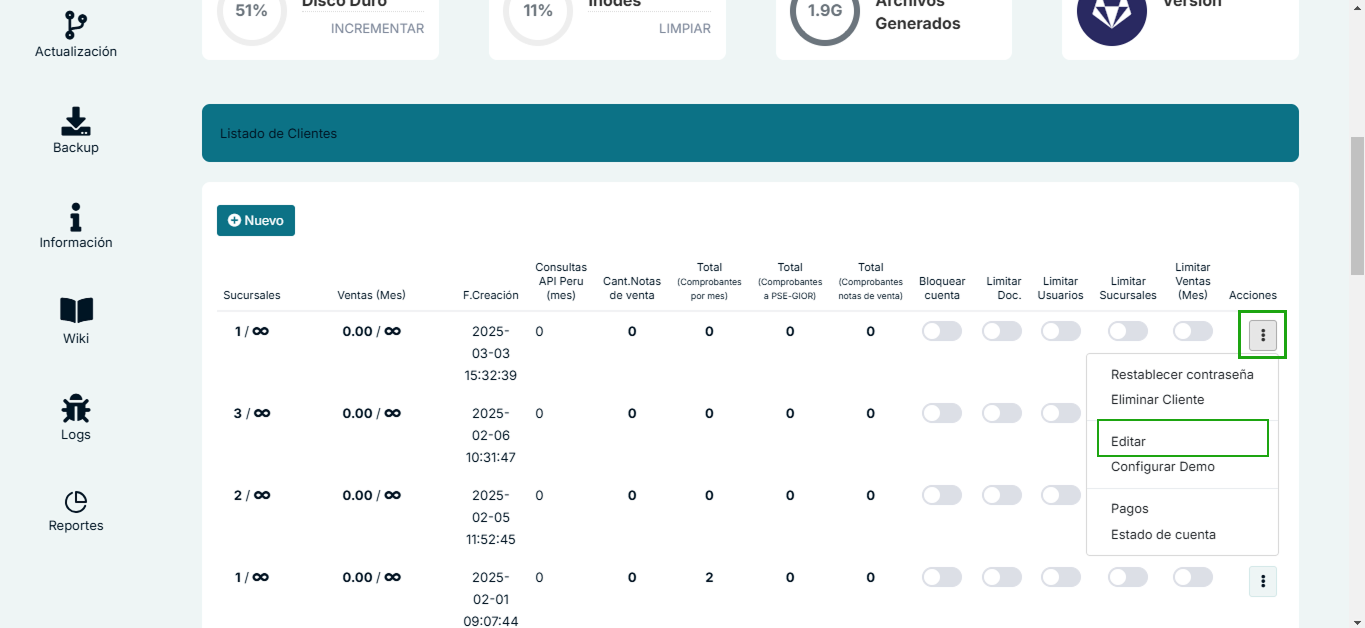 Actualización
Backup
Información
Wiki
Logs
Reportes
51%
Disco Duro
INCREMENTAR
11%
Inodes
LIMPIAR
1.9G
Archivos
Generados
Versión
Listado de Clientes
Nuevo
Sucursales
Ventas (Mes)
F.Creación
Consultas
API Peru
(mes)
Cant.Notas
de venta
Total
(Comprobantes
por mes)
Total
(Comprobantes
a PSE-GIOR)
Total
(Comprobantes
notas de venta)
Bloquear
cuenta
Limitar
Doc.
Limitar
Usuarios
Limitar
Sucursales
Limitar
Ventas
(Mes)
Acciones
1 / ∞ 0.00 / ∞ 2025- 0 0 0 0 0
03-03
15:32:39
3 / ∞ 0.00 / ∞ 2025- 0 0 0 0 0
02-06
10:31:47
2 / ∞ 0.00 / ∞ 2025- 0 0 0 0 0
02-05
11:52:45
1 / ∞ 0.00 / ∞ 2025- 0 0 2 0 0
02-01
09:07:44
Restablecer contraseña
Eliminar Cliente
Editar
Configurar Demo
Pagos
Estado de cuenta